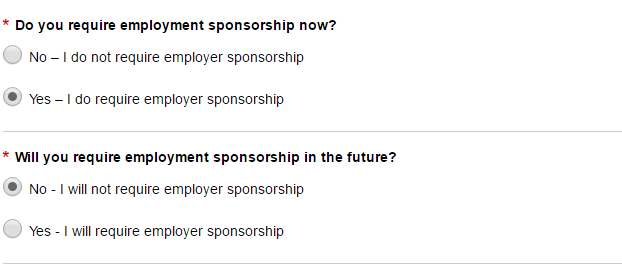 * Do you require employment sponsorship now?
No – I do not require employer sponsorship
Yes – I do require employer sponsorship
* Will you require employment sponsorship in the future?
No - I will not require employer sponsorship
Yes - I will require employer sponsorship